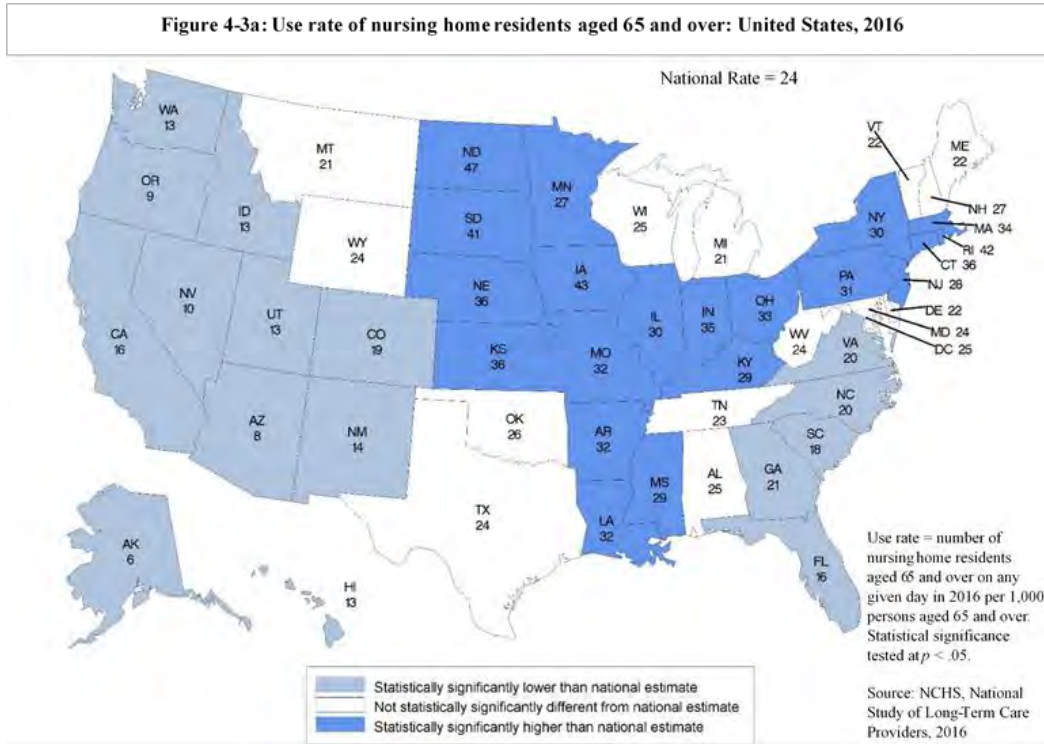 Figure 4-3a: Use rate of nursing home residents aged 65 and over: United States, 2016
National Rate = 24
WA
13
OR
9
ID
13
MT
21
WY
24
NV
10
UT
13
CA
16
CO
19
AZ
8
NM
14
ND
47
SD
41
NE
36
KS
36
OK
26
TX
24
MN
27
IA
43
MO
32
AR
32
LA
32
WI
25
MI
21
IL
30
IN
35
OH
33
KY
29
TN
23
MS
29
AL
25
GA
21
FL
16
SC
18
NC
20
VA
20
WV
24
PA
31
NY
30
VT
22
ME
22
NH 27
MA 34
RI 42
CT 36
NJ 26
DE 22
MD 24
DC 25
AK
6
HI
13
Use rate = number of
nursing home residents
aged 65 and over on any
given day in 2016 per 1,000
persons aged 65 and over.
Statistical significance
tested at p < .05.
Source: NCHS, National
Study of Long-Term Care
Providers, 2016
Statistically significantly lower than national estimate
Not statistically significantly different from national estimate
Statistically significantly higher than national estimate